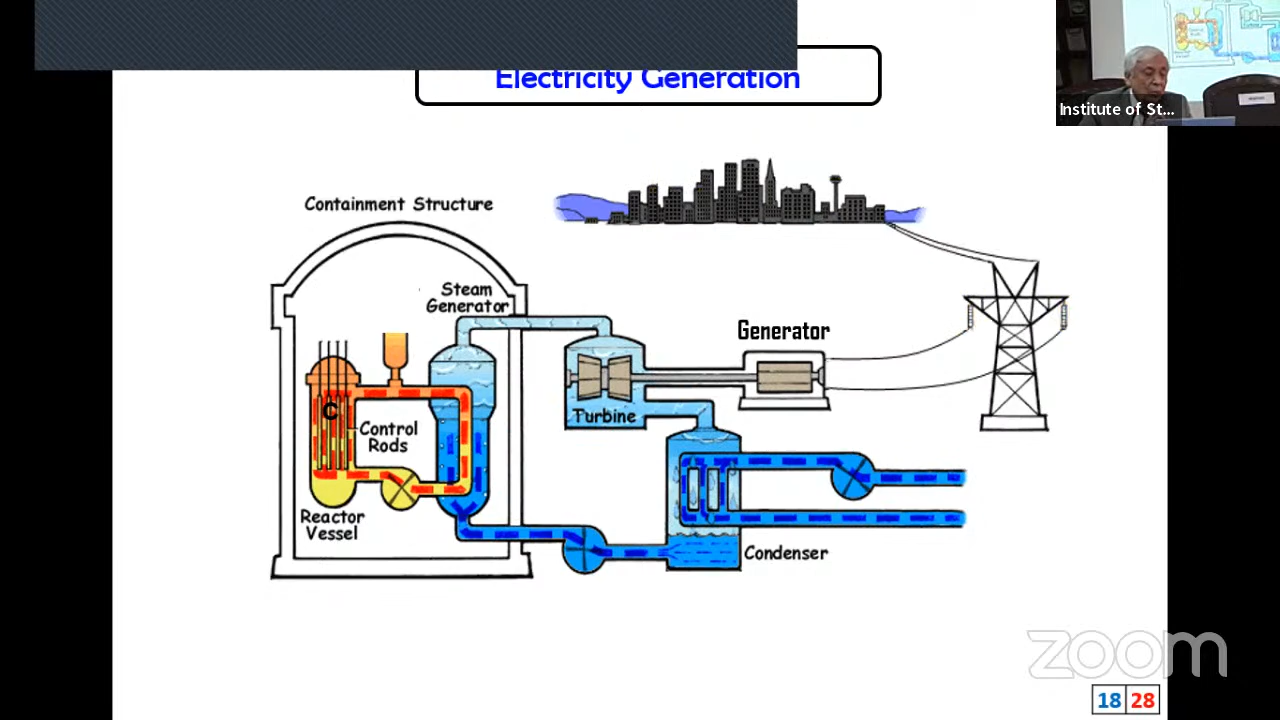 Electricity Generation
Institute of St...
Containment Structure
Steam
Generator
Generator
C
Control
Rods
Turbine
Reactor
Vessel
Condenser
zoom
18 28